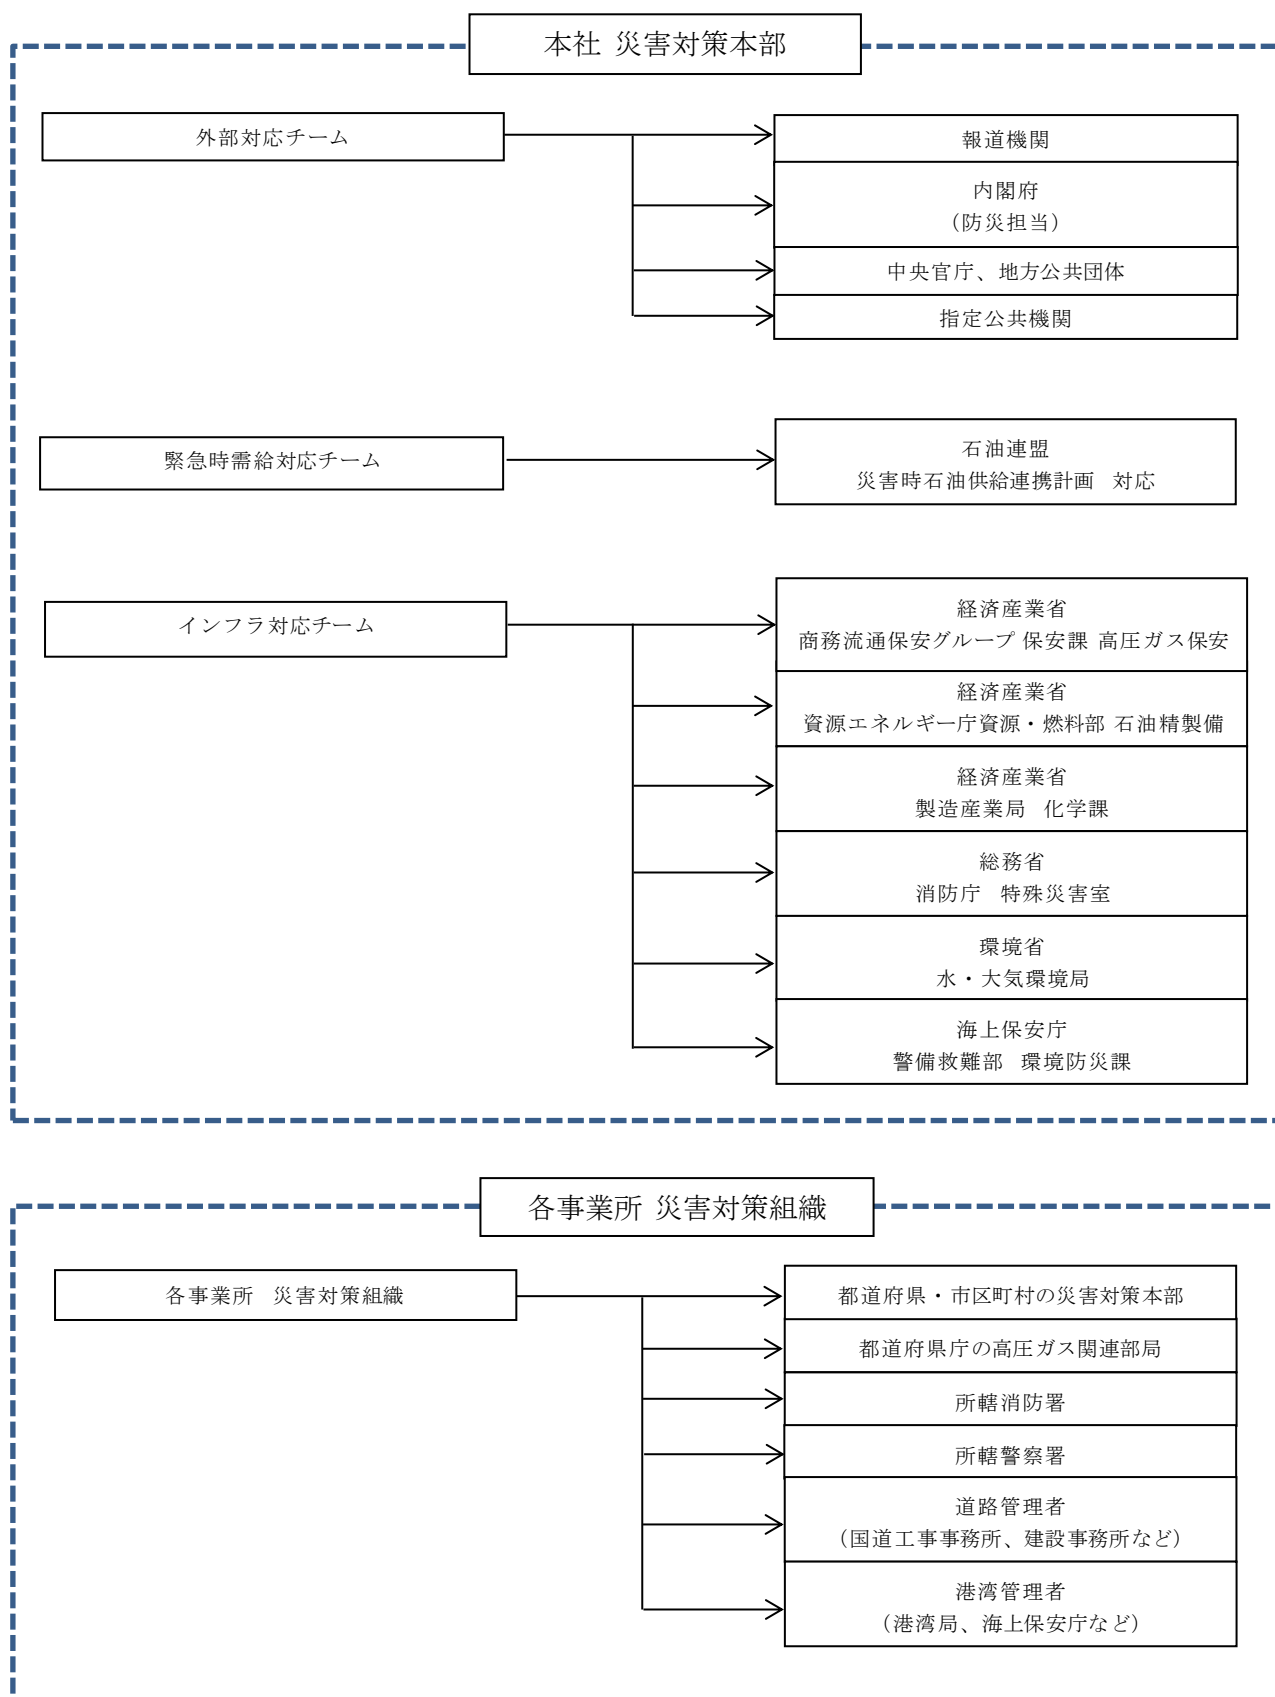 本社 災害対策本部
外部対応チーム
報道機関
内閣府
（防災担当）
中央官庁、地方公共団体
指定公共機関
緊急時需給対応チーム
石油連盟
災害時石油供給連携計画 対応
インフラ対応チーム
経済産業省
商務流通保安グループ 保安課 高圧ガス保安
経済産業省
資源エネルギー庁資源・燃料部 石油精製備
経済産業省
製造産業局 化学課
総務省
消防庁 特殊災害室
環境省
水・大気環境局
海上保安庁
警備救難部 環境防災課
各事業所 災害対策組織
各事業所 災害対策組織
都道府県・市区町村の災害対策本部
都道府県庁の高圧ガス関連部局
所轄消防署
所轄警察署
道路管理者
（国道工事事務所、建設事務所など）
港湾管理者
（港湾局、海上保安庁など）